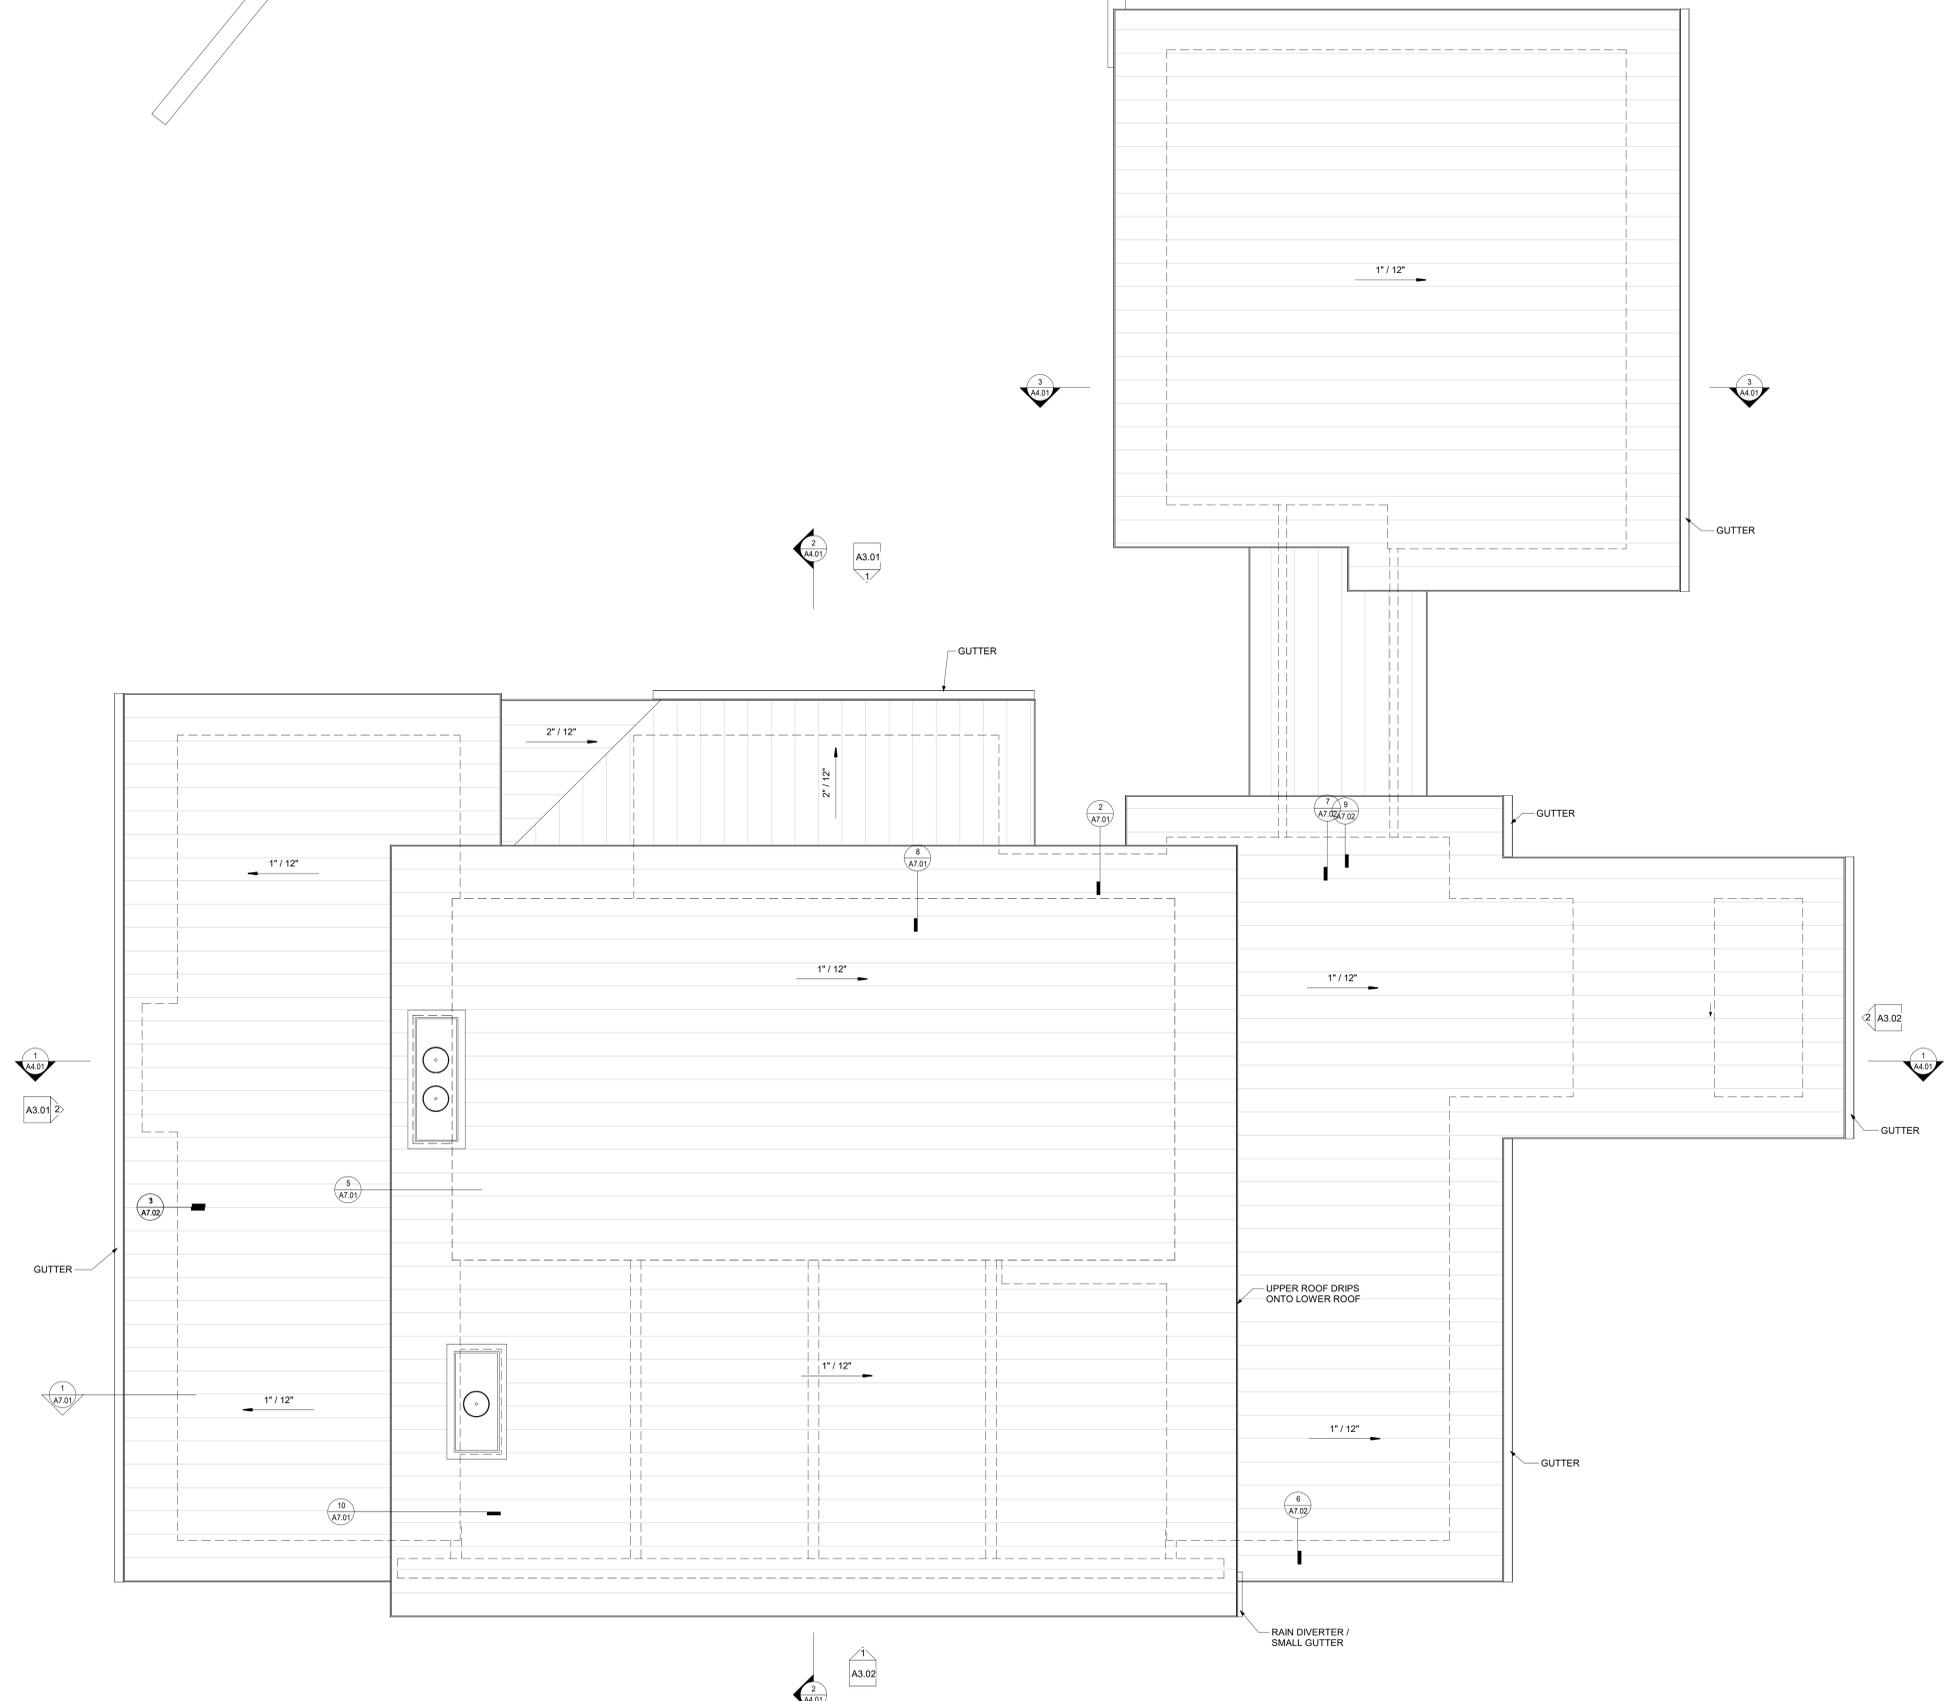 1" / 12"
3
A4.01
3
A4.01
GUTTER
2
A4.01
A3.01
1
GUTTER
2" / 12"
2" / 12"
2
A7.01
7
A7.02
9
A7.02
GUTTER
8
A7.01
1" / 12"
1" / 12"
1" / 12"
2
A3.02
1
A4.01
1
A4.01
A3.01
2
GUTTER
5
A7.01
3
A7.02
GUTTER
UPPER ROOF DRIPS
ONTO LOWER ROOF
1" / 12"
1
A7.01
1" / 12"
1" / 12"
GUTTER
10
A7.01
6
A7.02
RAIN DIVERTER /
SMALL GUTTER
1
A3.02
2
A4.01